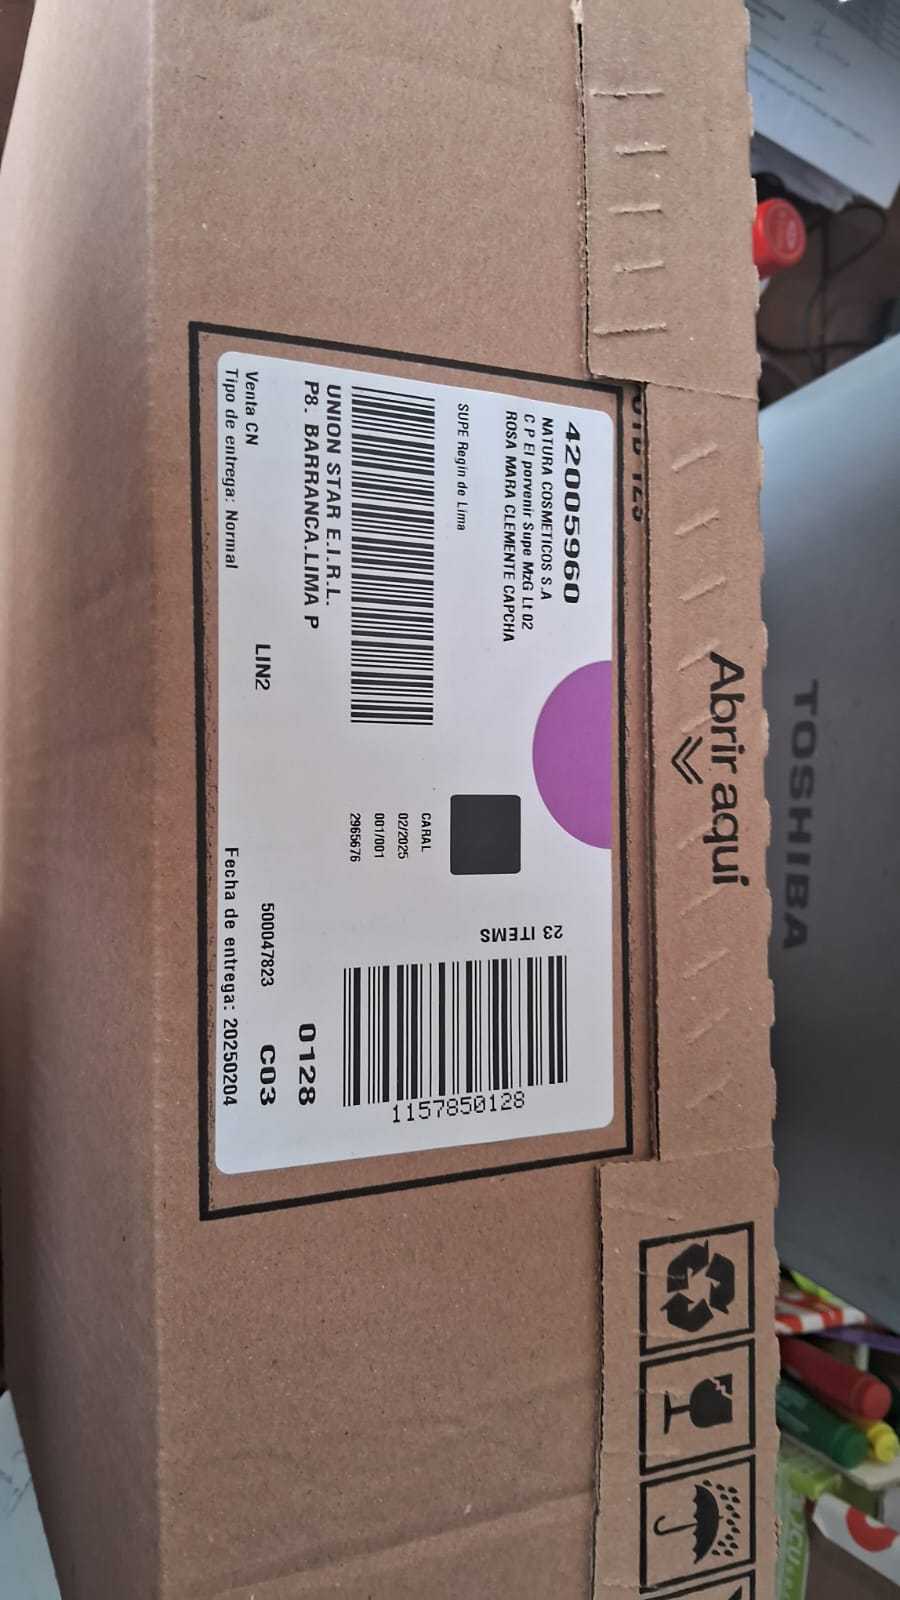 42005960
NATURA COSMETICOS S.A
C P El porvenir Supe MzG Lt 02
ROSA MARA CLEMENTE CAPCHA
SUPE Regin de Lima
UNION STAR E.I.R.L.
P8. BARRANCA.LIMA P
Venta CN
Tipo de entrega: Normal
LIN2
23 ITEMS
CARAL
02/2025
001/001
2965676
1157850128
0128
500047823
C03
Fecha de entrega: 20250204
Abrir aquí
TOSHIBA